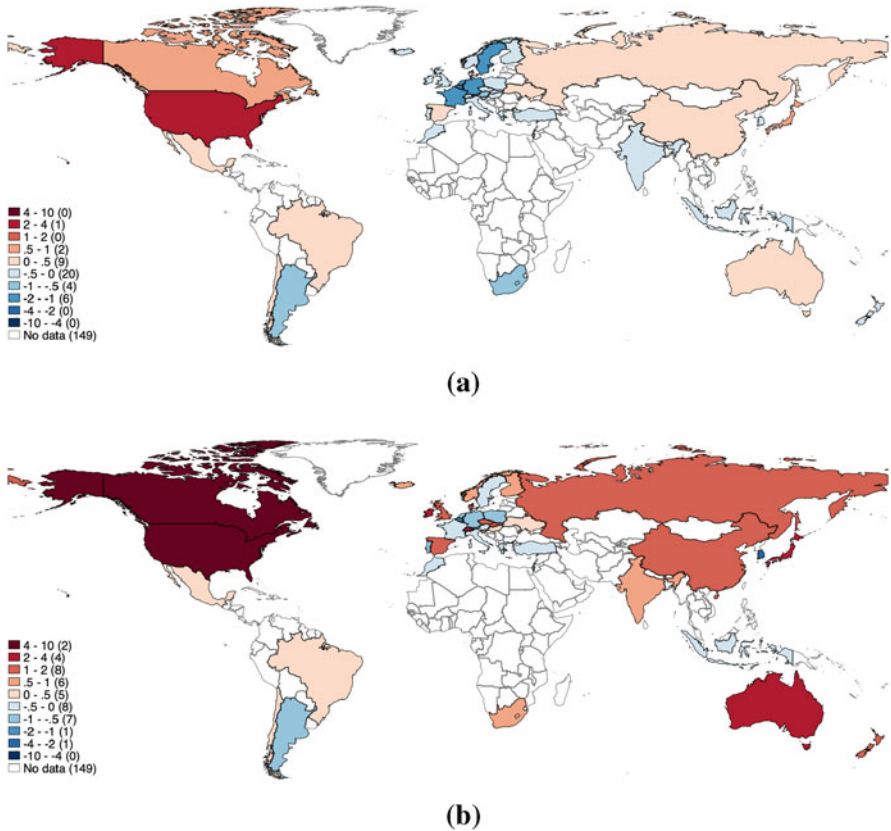 4 - 10 (0)
2 - 4 (1)
1 - 2 (0)
.5 - 1 (2)
0 - .5 (9)
-.5 - 0 (20)
-1 - -.5 (4)
-2 - -1 (6)
-4 - -2 (0)
-10 - -4 (0)
No data (149)
(a)
4 - 10 (2)
2 - 4 (4)
1 - 2 (8)
.5 - 1 (6)
0 - .5 (5)
-.5 - 0 (8)
-1 - -.5 (7)
-2 - -1 (1)
-4 - -2 (1)
-10 - -4 (0)
No data (149)
(b)